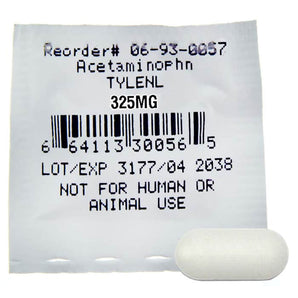 Reorder# 06-93-0057
Acetaminophn
TYLENL
325MG
6 64113 30056 5
LOT/EXP 3177/04 2038
NOT FOR HUMAN OR
ANIMAL USE